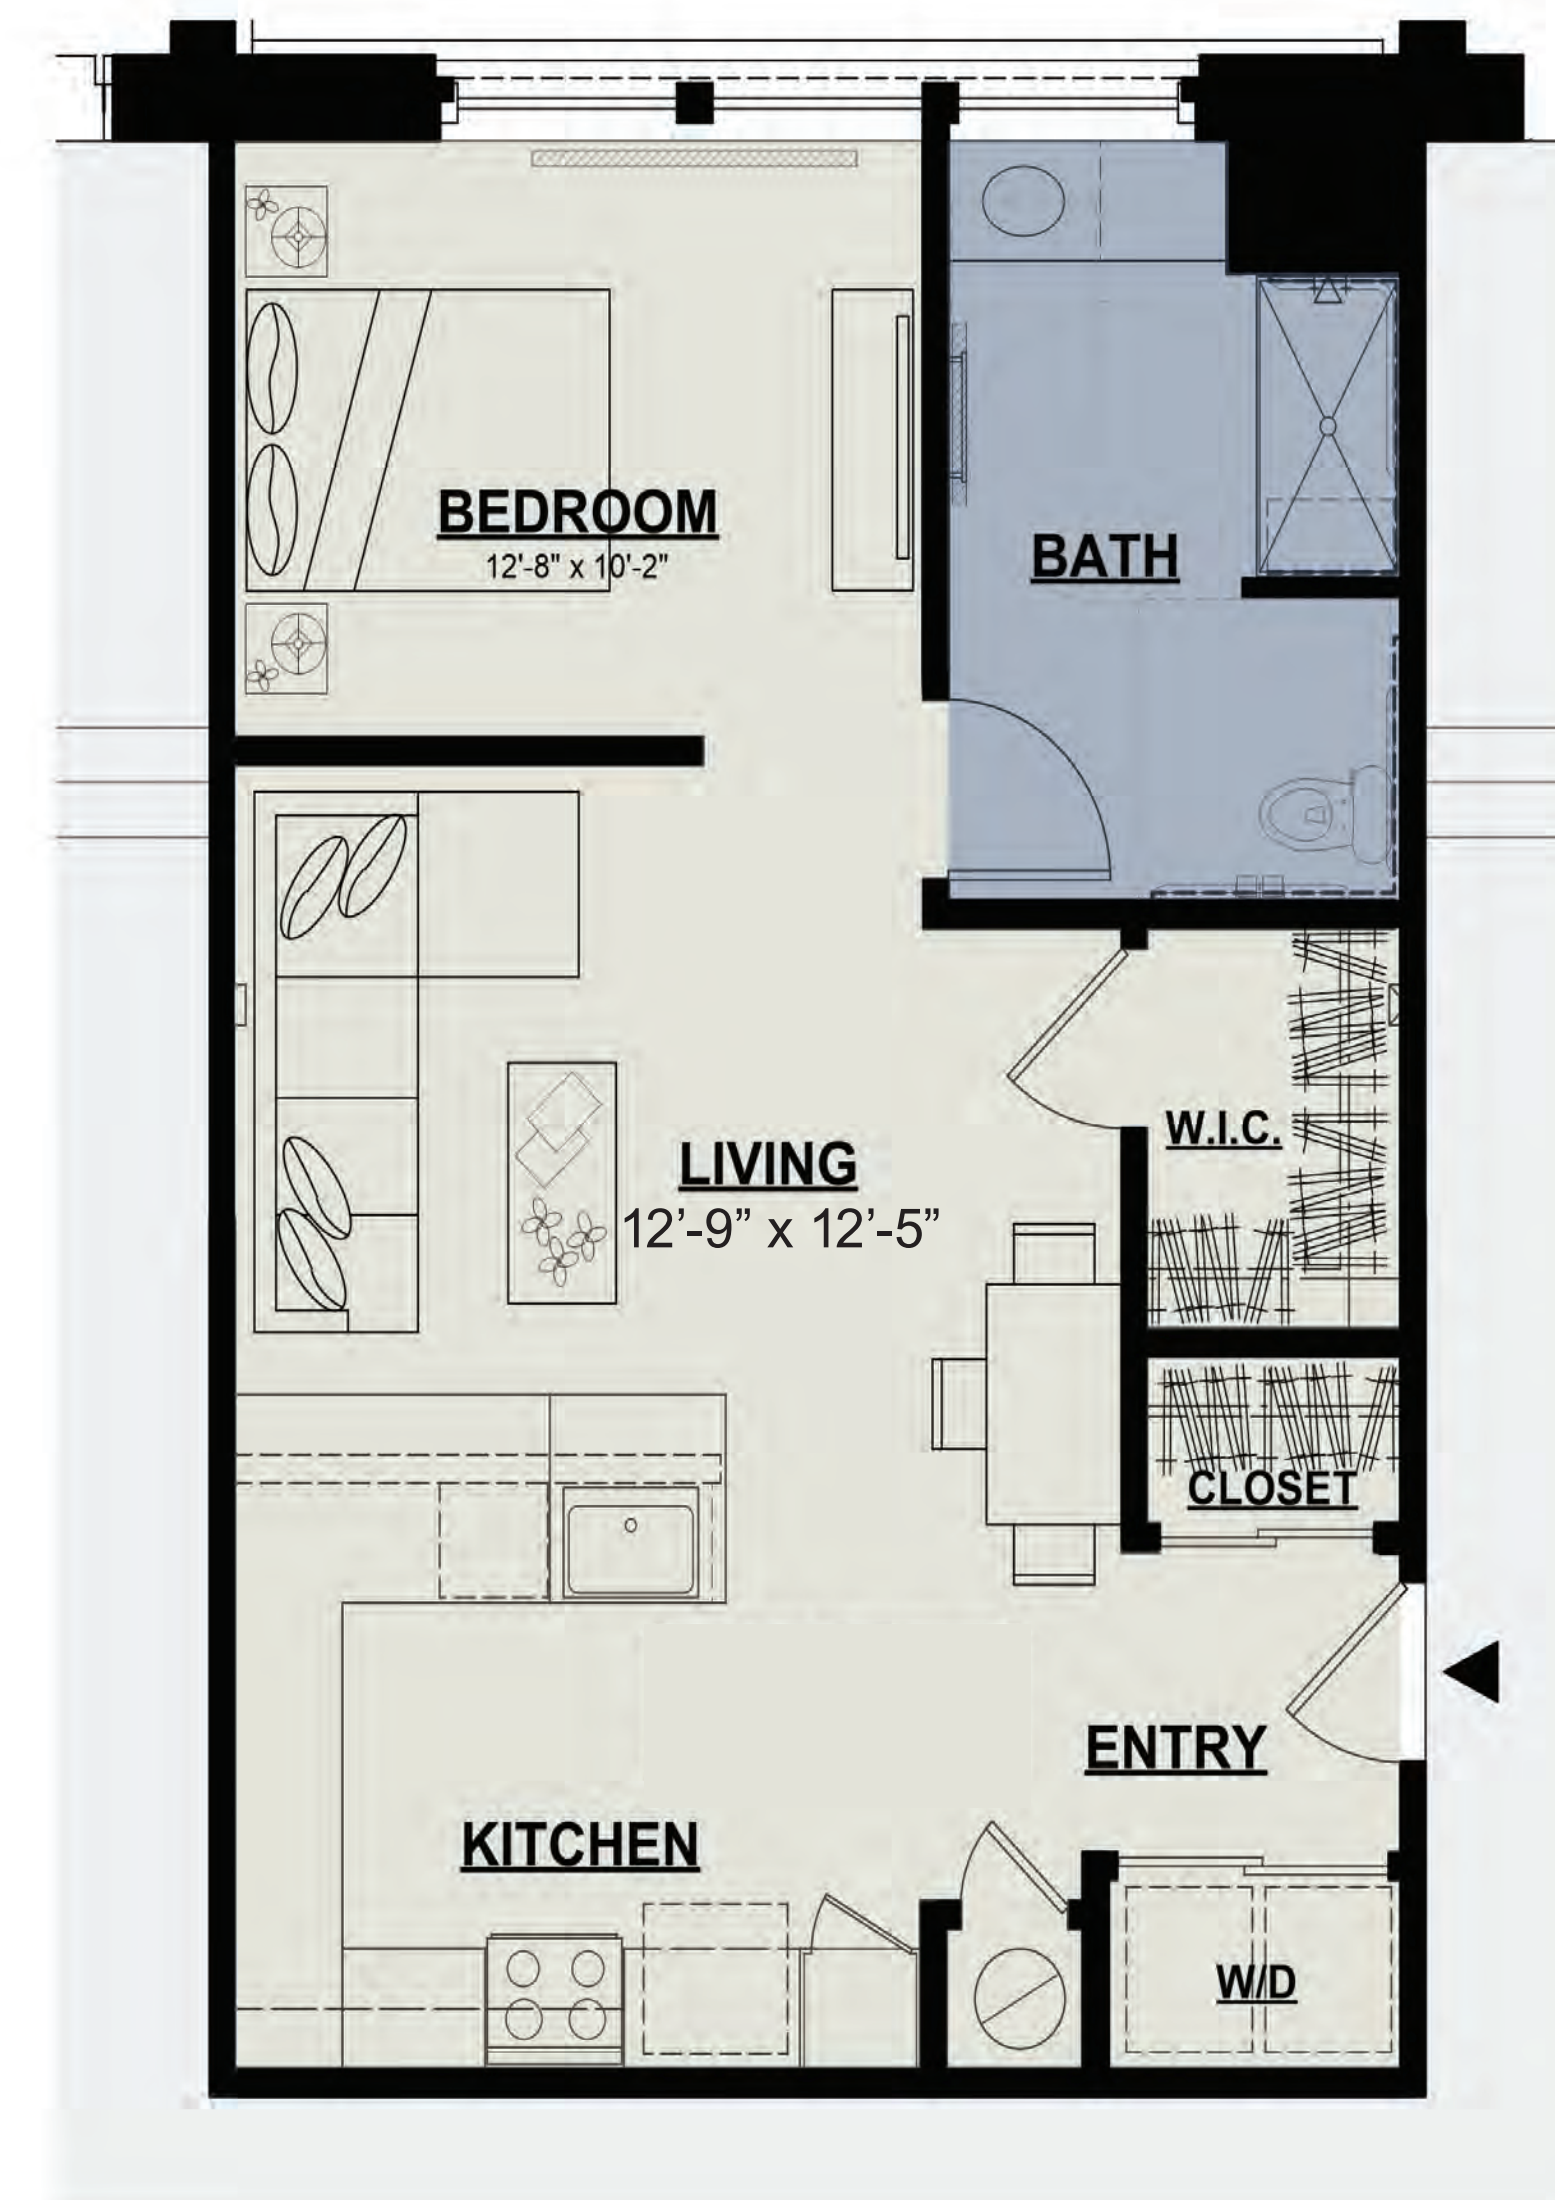 BEDROOM
12'-8" x 10'-2"
BATH
LIVING
12’-9” x 12’-5”
W.I.C.
CLOSET
ENTRY
KITCHEN
W/D